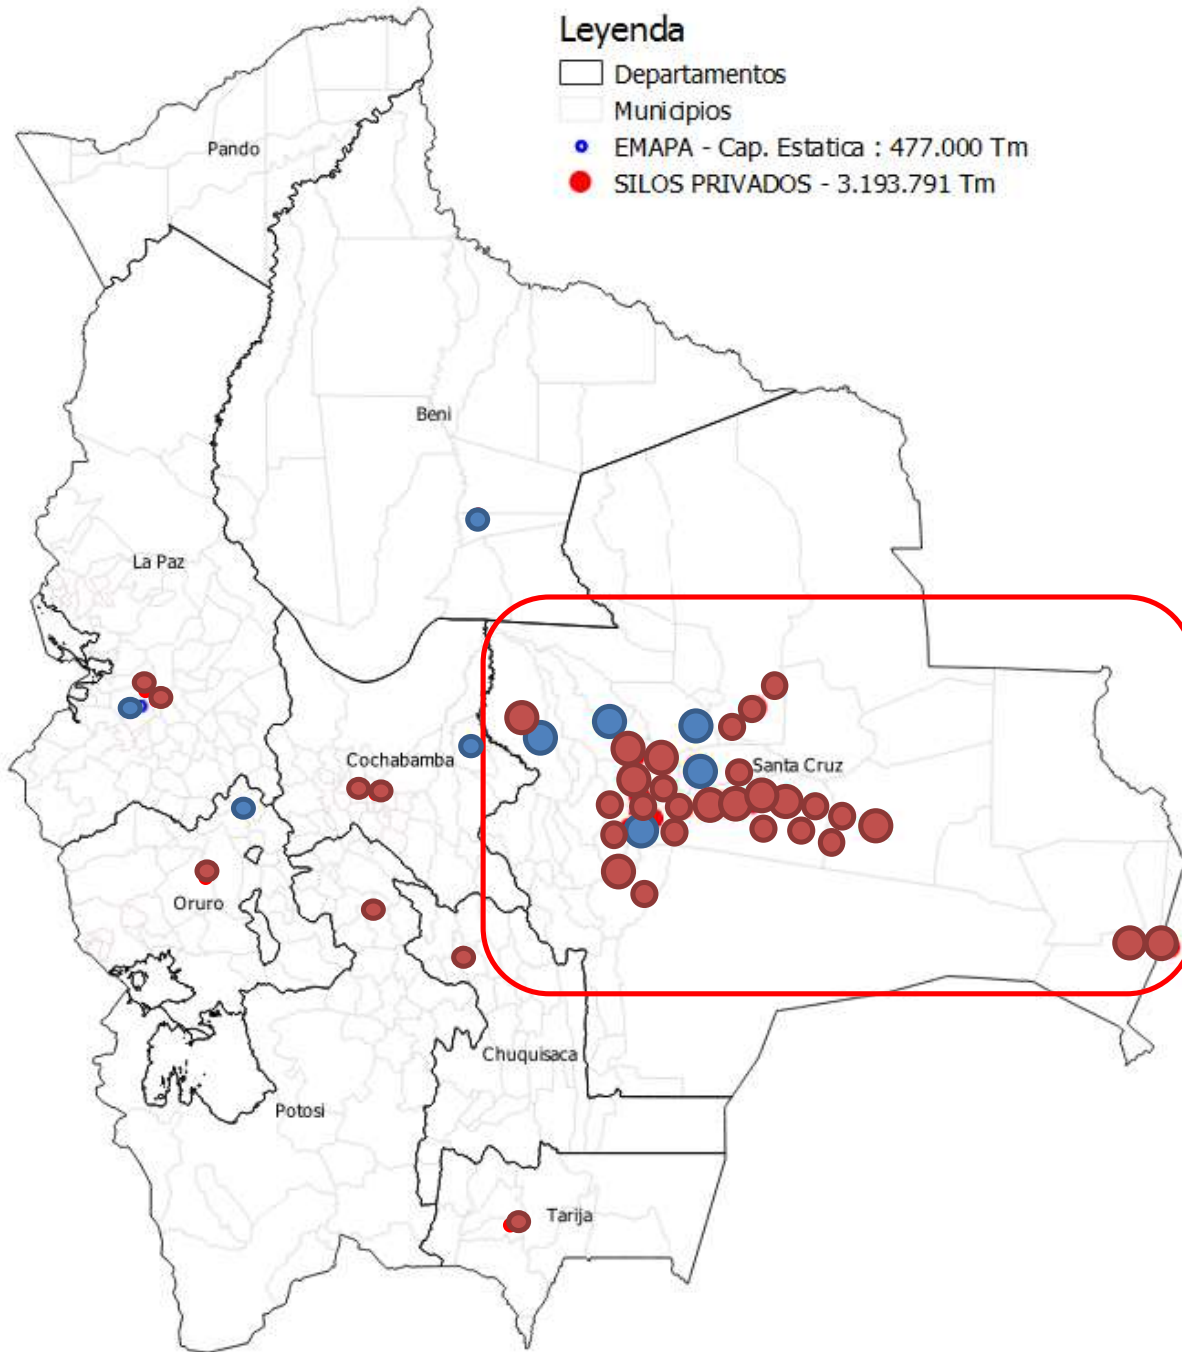 Leyenda
Departamentos
Municipios
EMAPA - Cap. Estatica : 477.000 Tm
SILOS PRIVADOS - 3.193.791 Tm
Pando
Beni
La Paz
Cochabamba
Santa Cruz
Oruro
Chuquisaca
Potosi
Tarija